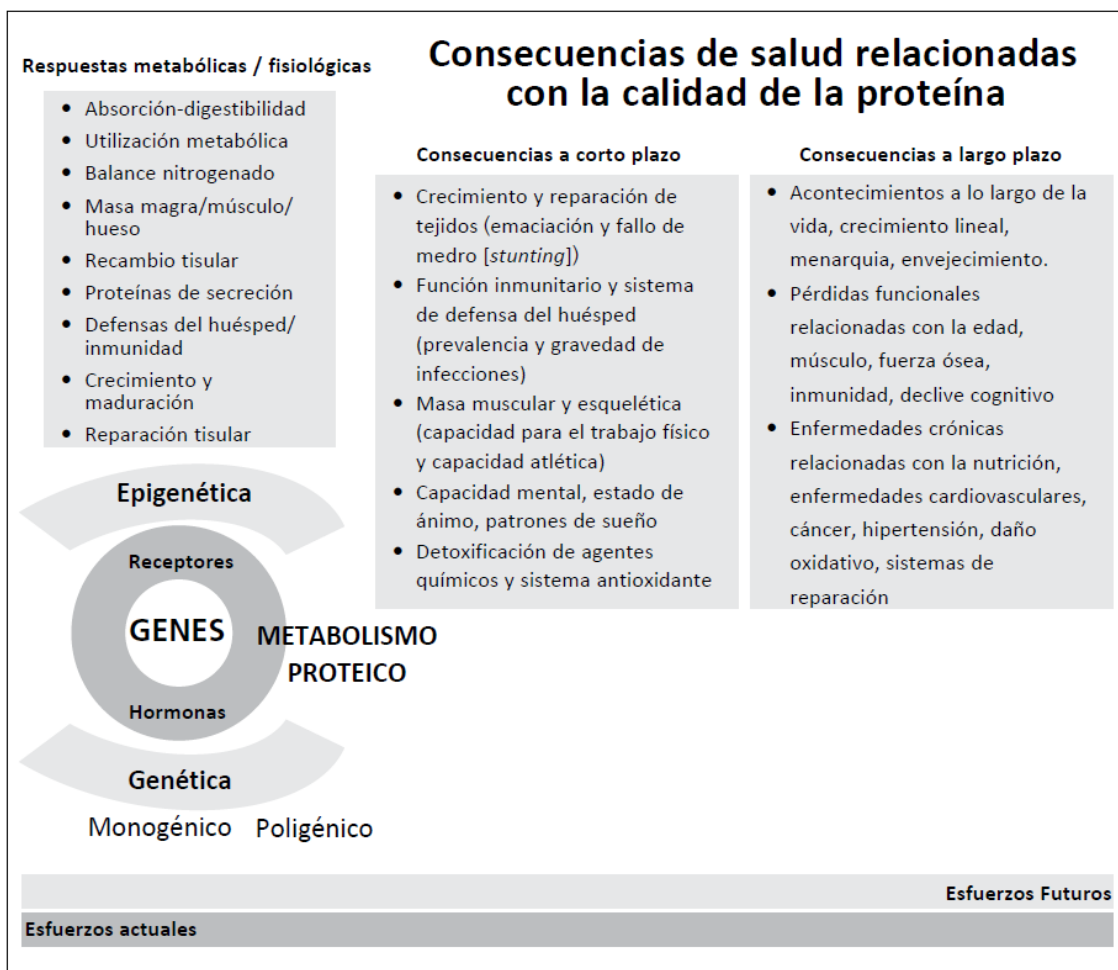 Consecuencias de salud relacionadas
con la calidad de la proteína
Respuestas metabólicas / fisiológicas
• Absorción-digestibilidad
• Utilización metabólica
• Balance nitrogenado
• Masa magra/músculo/
hueso
• Recambio tisular
• Proteínas de secreción
• Defensas del huésped/
inmunidad
• Crecimiento y
maduración
• Reparación tisular
Consecuencias a corto plazo
• Crecimiento y reparación de
tejidos (emaciación y fallo de
medro [stunting])
• Función inmunitario y sistema
de defensa del huésped
(prevalencia y gravedad de
infecciones)
• Masa muscular y esquelética
(capacidad para el trabajo físico
y capacidad atlética)
• Capacidad mental, estado de
ánimo, patrones de sueño
• Detoxificación de agentes
químicos y sistema antioxidante
Consecuencias a largo plazo
• Acontecimientos a lo largo de la
vida, crecimiento lineal,
menarquia, envejecimiento.
• Pérdidas funcionales
relacionadas con la edad,
músculo, fuerza ósea,
inmunidad, declive cognitivo
• Enfermedades crónicas
relacionadas con la nutrición,
enfermedades cardiovasculares,
cáncer, hipertensión, daño
oxidativo, sistemas de
reparación
Epigenética
Receptores
GENES
METABOLISMO
PROTEICO
Hormonas
Genética
Monogénico Poligénico
Esfuerzos Futuros
Esfuerzos actuales